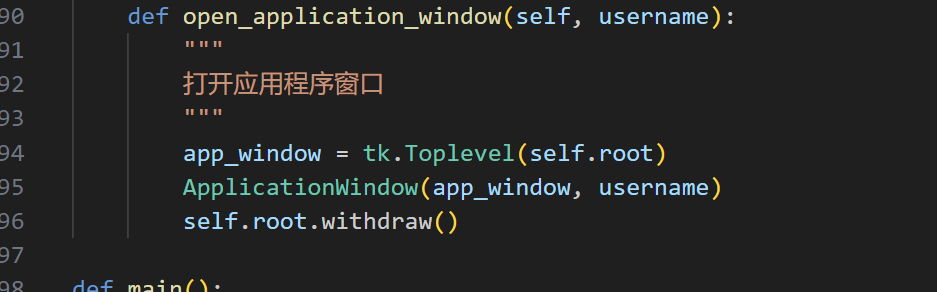 90 def open_application_window(self, username):
91 """
92 打开应用程序窗口
93 """
94 app_window = tk.Toplevel(self.root)
95 ApplicationWindow(app_window, username)
96 self.root.withdraw()
97
98 def main():